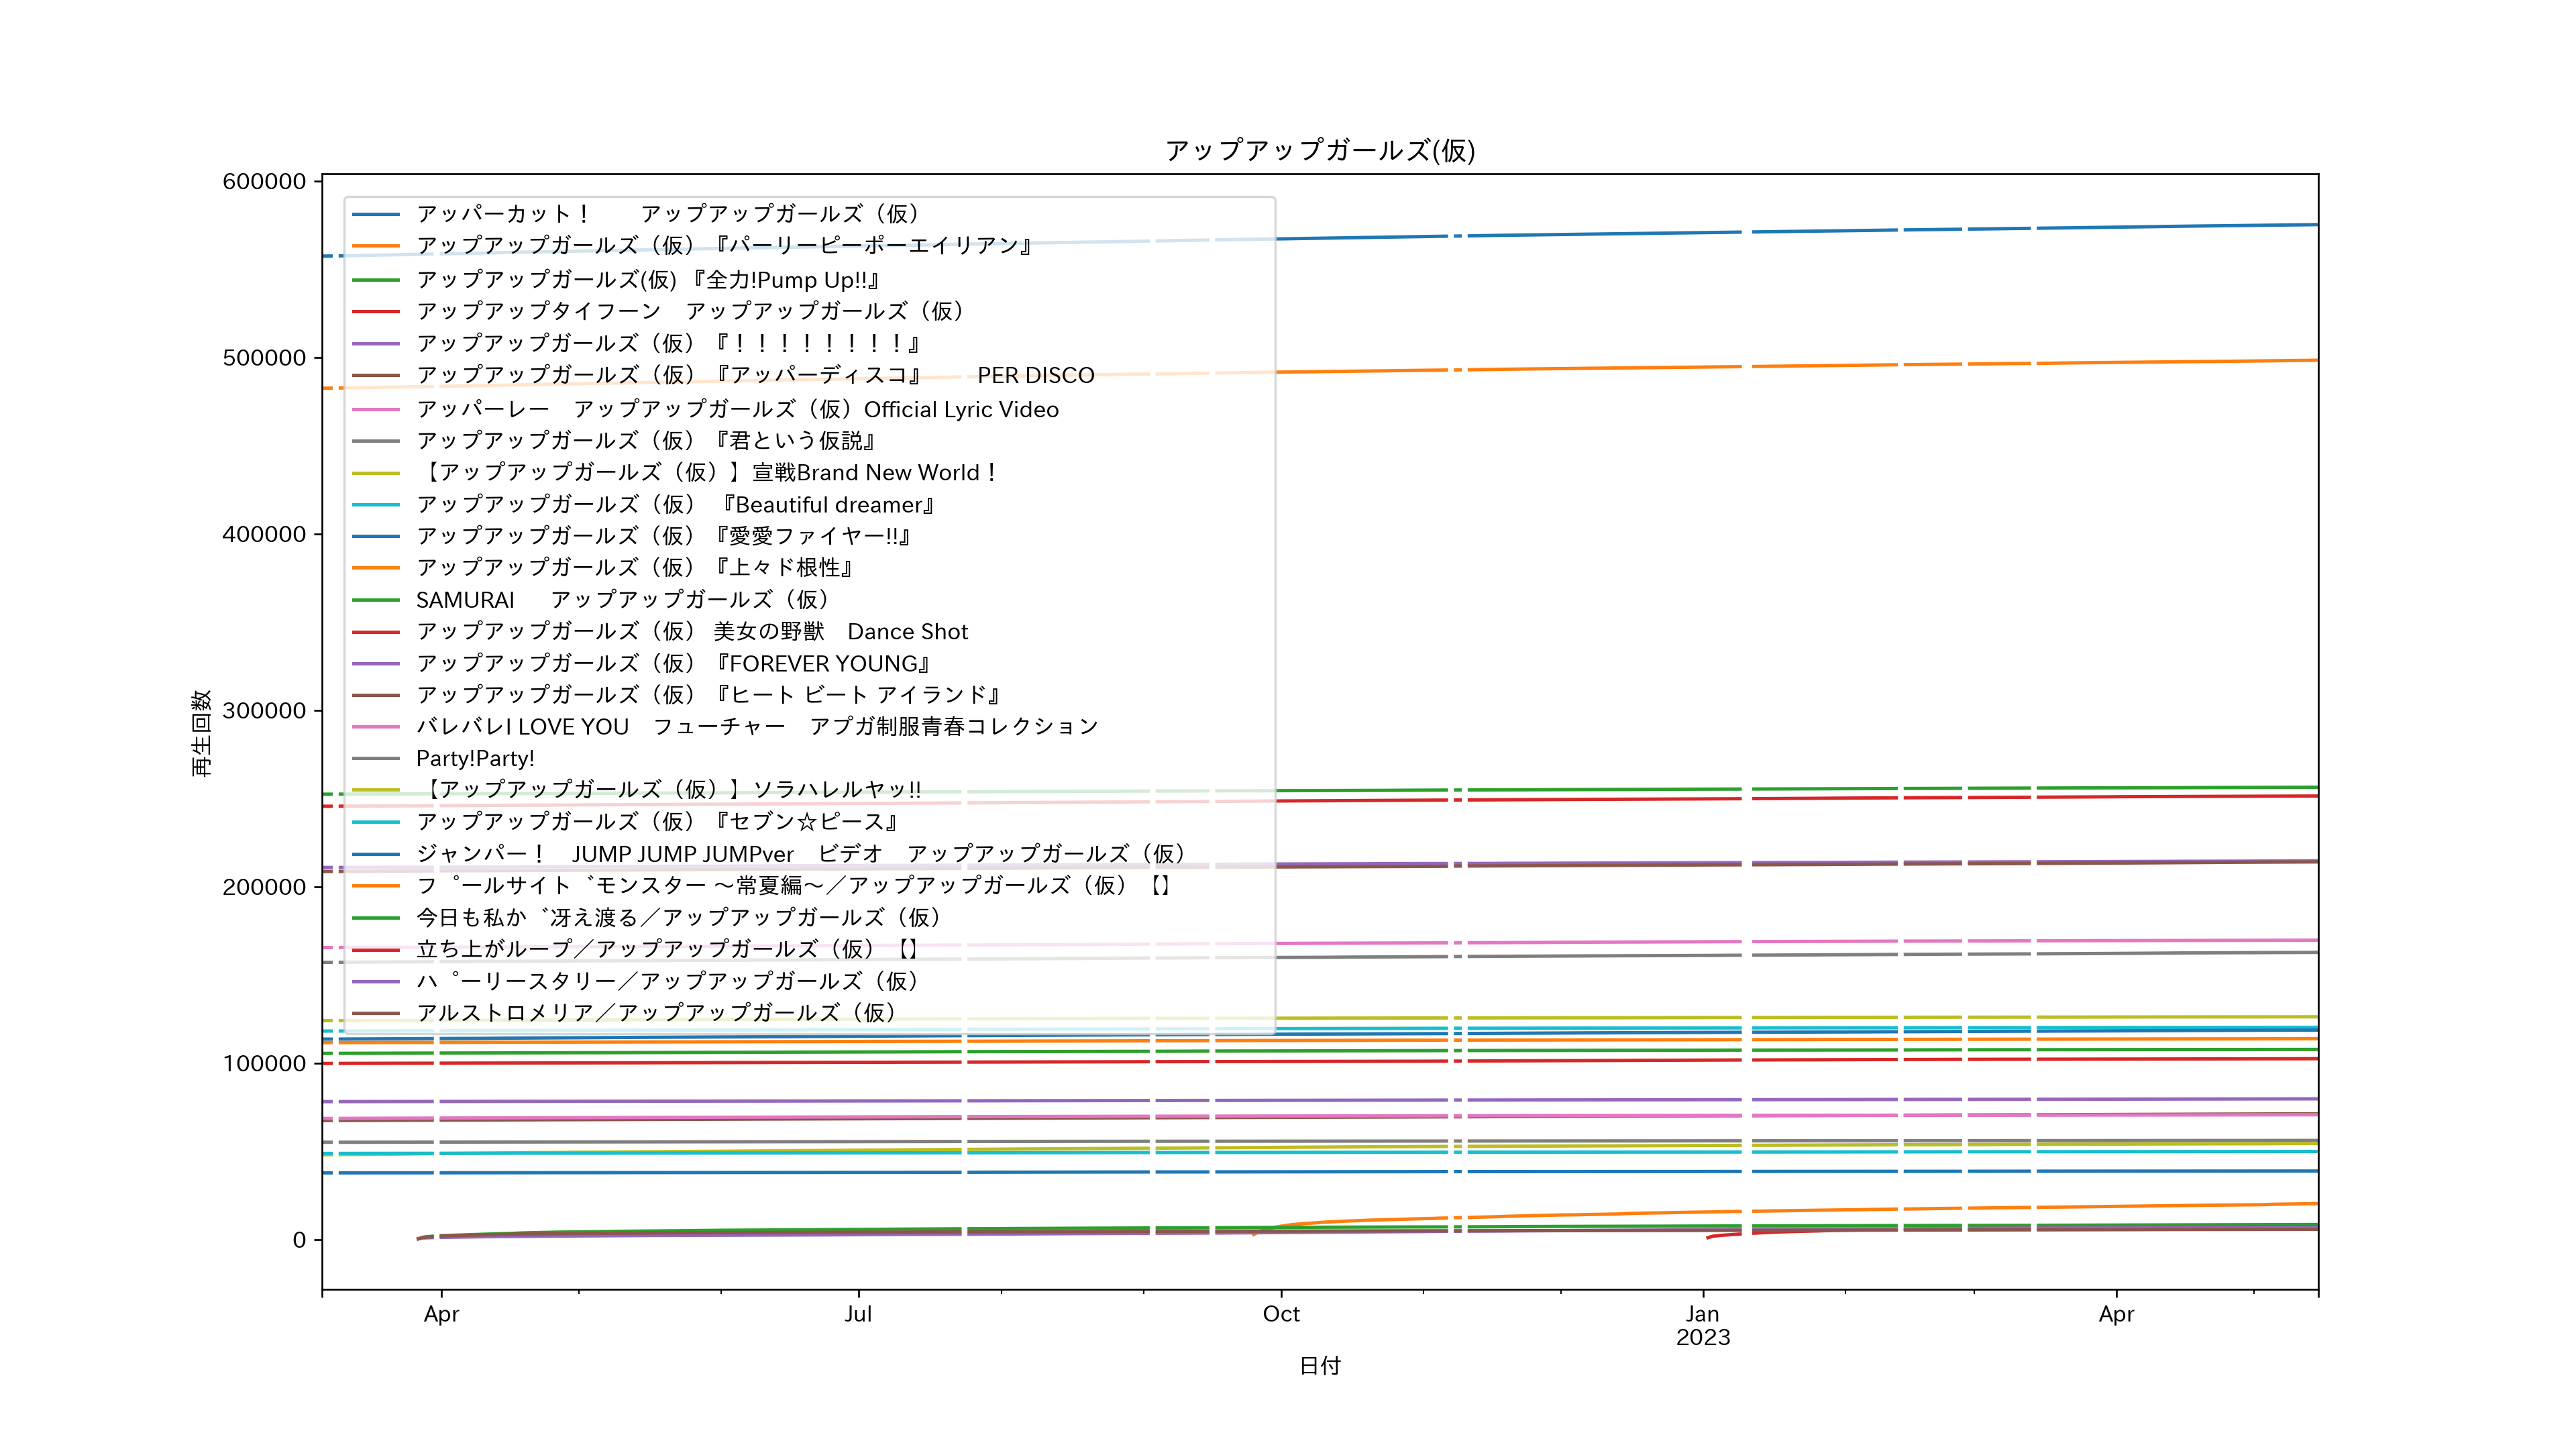 アップアップガールズ(仮)
600000
500000
400000
300000
200000
100000
0
再生回数
アッパーカット！　　アップアップガールズ（仮）
アップアップガールズ（仮）『パーリーピーポーエイリアン』
アップアップガールズ(仮) 『全力!Pump Up!!』
アップアップタイフーン　アップアップガールズ（仮）
アップアップガールズ（仮）『！！！！！！！！』
アップアップガールズ（仮）『アッパーディスコ』　　PER DISCO
アッパーレー　アップアップガールズ（仮）Official Lyric Video
アップアップガールズ（仮）『君という仮説』
【アップアップガールズ（仮）】宣戦Brand New World！
アップアップガールズ（仮） 『Beautiful dreamer』
アップアップガールズ（仮）『愛愛ファイヤー!!』
アップアップガールズ（仮）『上々ド根性』
SAMURAI　 アップアップガールズ（仮）
アップアップガールズ（仮） 美女の野獣　Dance Shot
アップアップガールズ（仮）『FOREVER YOUNG』
アップアップガールズ（仮）『ヒート ビート アイランド』
バレバレI LOVE YOU　フューチャー　アプガ制服青春コレクション
Party!Party!
【アップアップガールズ（仮）】ソラハレルヤッ!!
アップアップガールズ（仮）『セブン☆ピース』
ジャンパー！　JUMP JUMP JUMPver　ビデオ　アップアップガールズ（仮）
フ゜ールサイト゛モンスター 〜常夏編〜／アップアップガールズ（仮）【】
今日も私か゛冴え渡る／アップアップガールズ（仮）
立ち上がループ／アップアップガールズ（仮）【】
ハ゜ーリースタリー／アップアップガールズ（仮）
アルストロメリア／アップアップガールズ（仮）
Apr
Jul
Oct
Jan
2023
Apr
日付